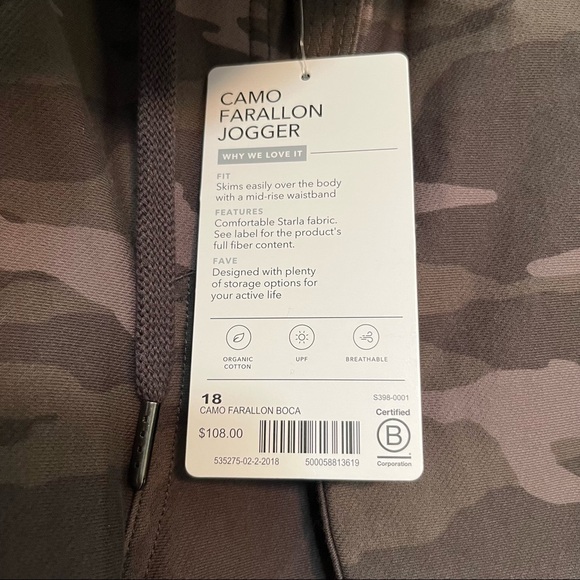 CAMO
FARALLON
JOGGER
WHY WE LOVE IT
FIT
Skims easily over the body
with a mid-rise waistband
FEATURES
Comfortable Starla fabric.
See label for the product's
full fiber content.
FAVE
Designed with plenty
of storage options for
your active life
ORGANIC
COTTON
UPF
BREATHABLE
18
S398-0001
CAMO FARALLON BOCA
$108.00
535275-02-2-2018
500058813619
Certified
B
Corporation